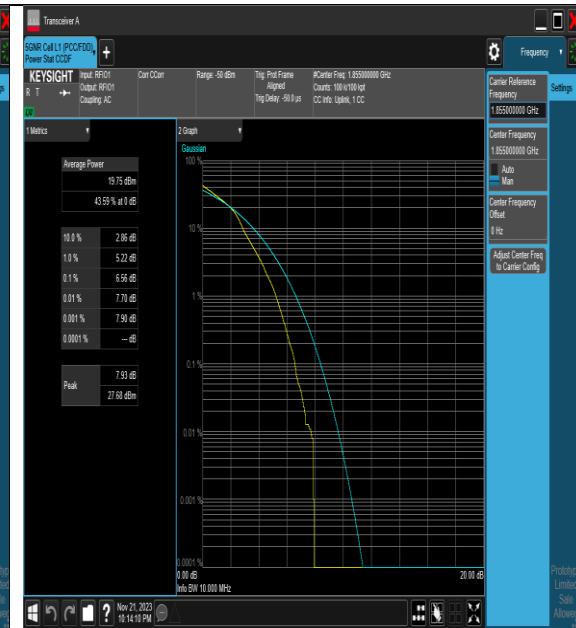 Transceiver A
5GNR Cell L1 (PCC/FDD),
Power Stat CCDF
+
KEYSIGHT
R T
LV
Input: RFIO1
Output: RFIO1
Coupling: AC
Corr CCorr
Range: -50 dBm
Trig: Prot Frame
Aligned
Trig Delay: -50.0 µs
#Center Freq: 1.855000000 GHz
Counts: 100 k/100 kpt
CC Info: Uplink, 1 CC
1 Metrics
Average Power
19.75 dBm
43.59 % at 0 dB
10.0 % 2.86 dB
1.0 % 5.22 dB
0.1 % 6.56 dB
0.01 % 7.70 dB
0.001 % 7.90 dB
0.0001 % --- dB
Peak
7.93 dB
27.68 dBm
2 Graph
Gaussian
100 %
10 %
1 %
0.1 %
0.01 %
0.001 %
0.0001 %
0.00 dB
20.00 dB
Info BW 10.000 MHz
Frequency
Carrier Reference
Frequency
1.855000000 GHz
Center Frequency
1.855000000 GHz
Auto
Man
Center Frequency
Offset
0 Hz
Adjust Center Freq
to Carrier Config
Settings
?
Nov 21, 2023
10:14:10 PM
Limited
Sale